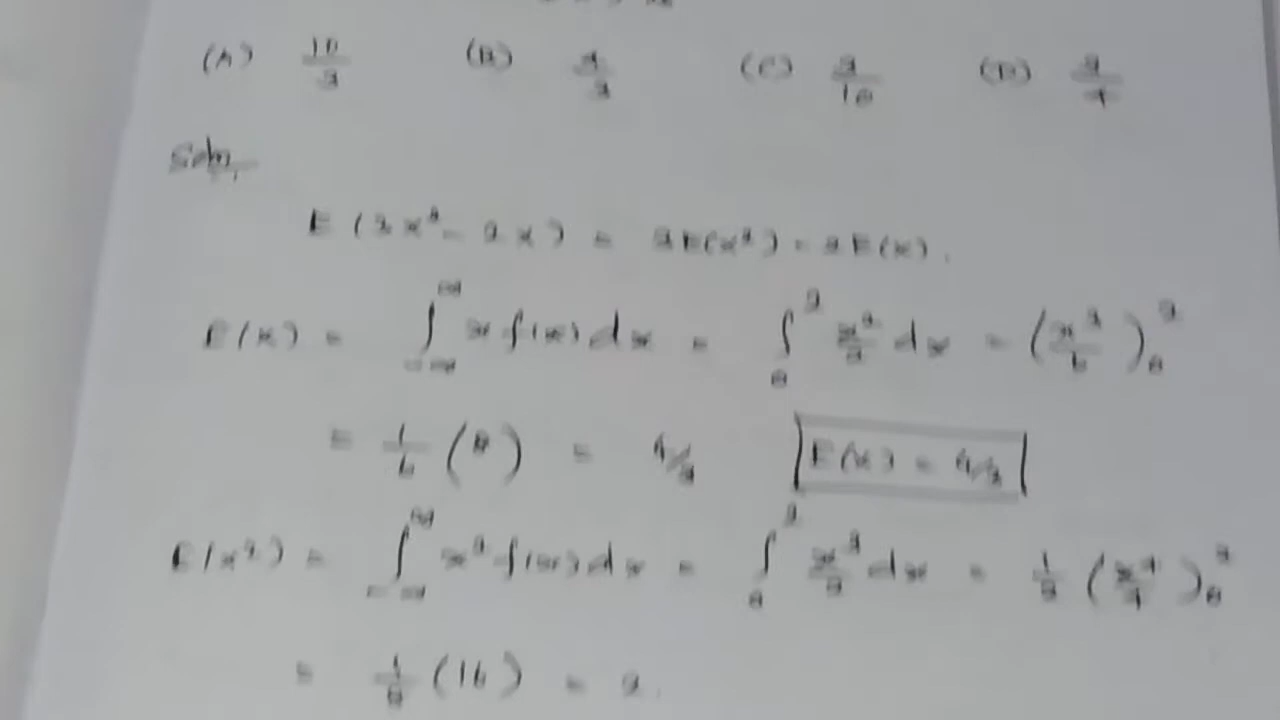 (A) 10/3 (B) 4/3 (C) 3/10 (D) 3/4
Soln,
E(3x² - 2x) = 3E(x²) - 2E(x).
E(x) = ∫_{-∞}^{∞} x f(x) dx = ∫_0^2 x²/2 dx = (x³/6)_0^2
= 1/6 (8) = 4/3 E(x) = 4/3
E(x²) = ∫_{-∞}^{∞} x² f(x) dx = ∫_0^2 x³/2 dx = 1/2 (x⁴/4)_0^2
= 1/8 (16) = 2.